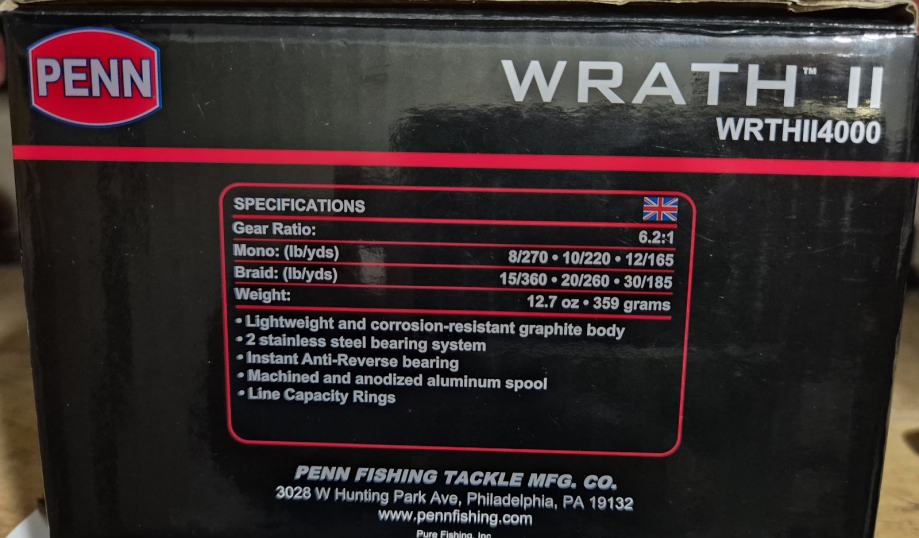 PENN
WRATH™ II
WRTHII4000
SPECIFICATIONS
Gear Ratio: 6.2:1
Mono: (lb/yds) 8/270 • 10/220 • 12/165
Braid: (lb/yds) 15/360 • 20/260 • 30/185
Weight: 12.7 oz • 359 grams
• Lightweight and corrosion-resistant graphite body
• 2 stainless steel bearing system
• Instant Anti-Reverse bearing
• Machined and anodized aluminum spool
• Line Capacity Rings
PENN FISHING TACKLE MFG. CO.
3028 W Hunting Park Ave, Philadelphia, PA 19132
www.pennfishing.com
Pure Fishing, Inc.